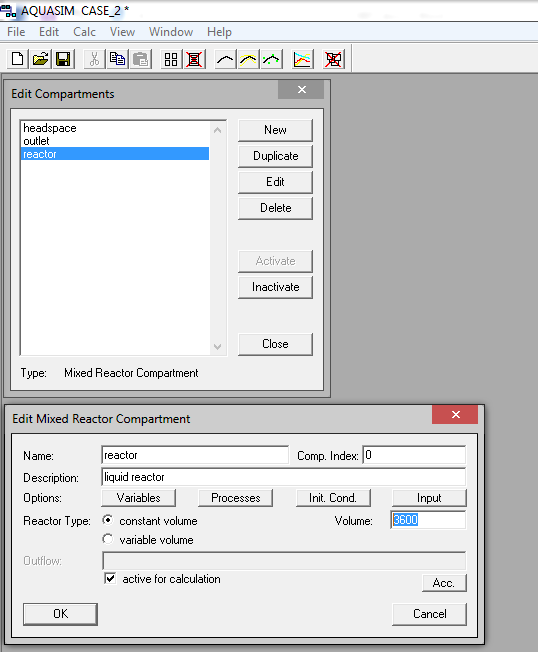 AQUASIM CASE_2 *
File Edit Calc View Window Help
Edit Compartments
headspace
outlet
reactor
New
Duplicate
Edit
Delete
Activate
Inactivate
Close
Type: Mixed Reactor Compartment
Edit Mixed Reactor Compartment
Name: reactor Comp. Index: 0
Description: liquid reactor
Options: Variables Processes Init. Cond. Input
Reactor Type: constant volume Volume: 3600
variable volume
Outflow:
active for calculation
Acc.
OK Cancel